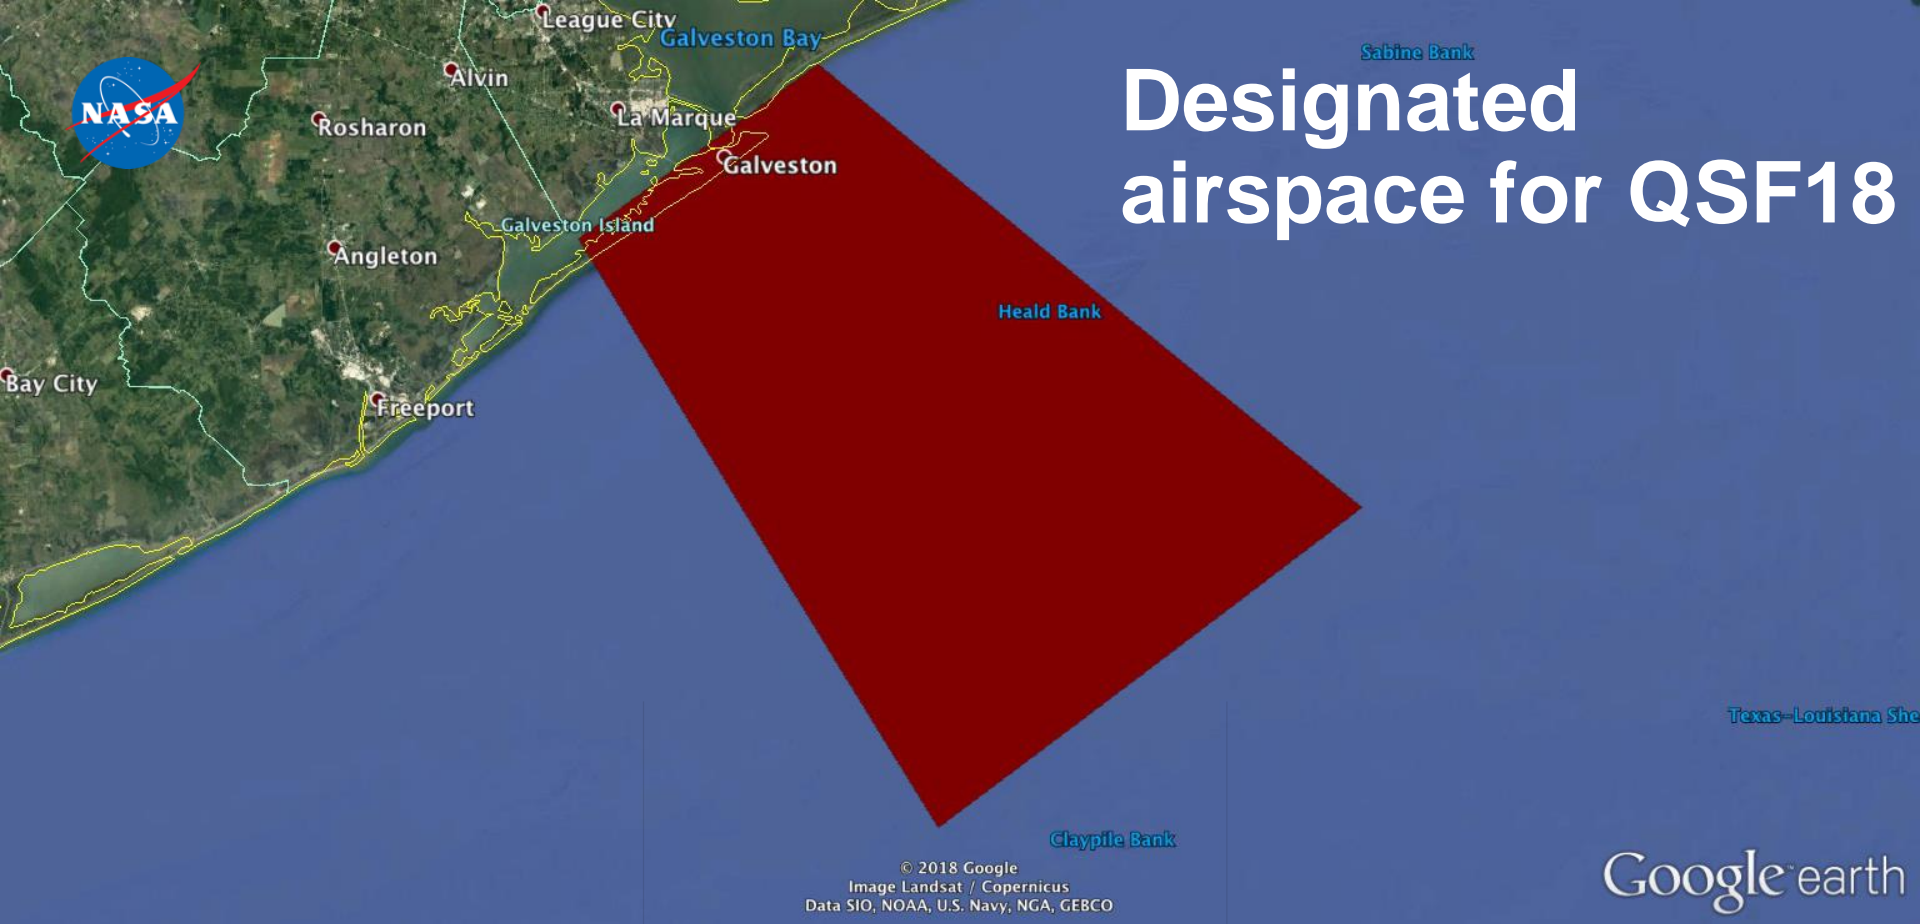 League City
Galveston Bay
Sabine Bank
Alvin
NASA
La Marque
Rosharon
Designated
airspace for QSF18
Galveston
Galveston Island
Angleton
Heald Bank
Bay City
Freeport
Texas-Louisiana She
Claypile Bank
© 2018 Google
Image Landsat / Copernicus
Data SIO, NOAA, U.S. Navy, NGA, GEBCO
Google earth